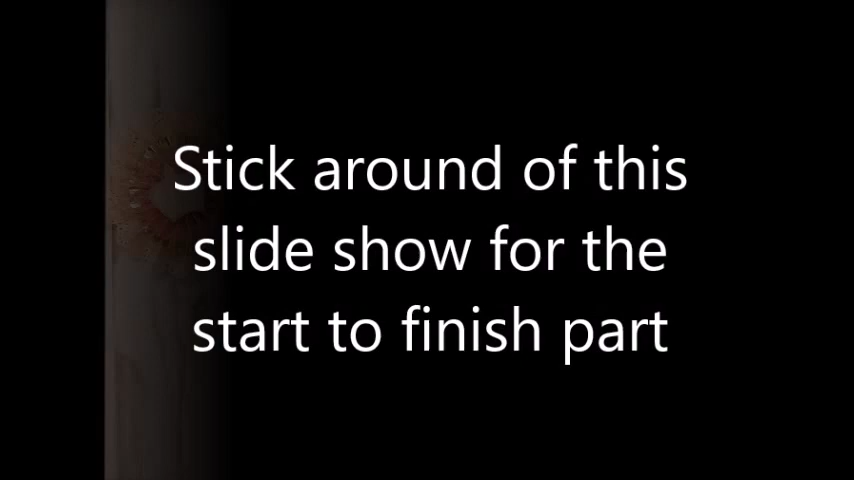 Stick around of this
slide show for the
start to finish part